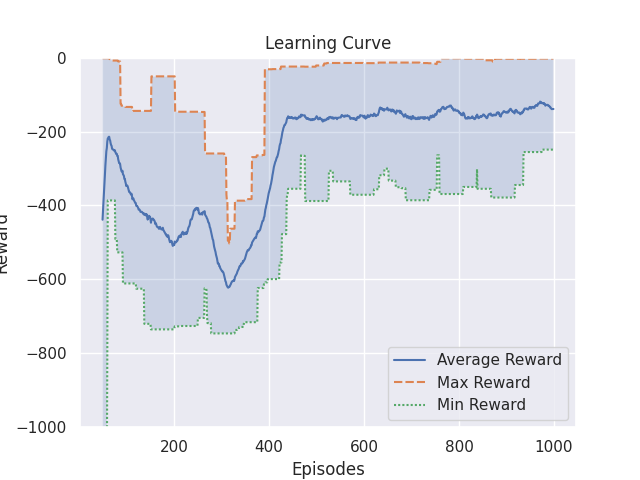 Learning Curve
0
−200
−400
−600
−800
−1000
Reward
200
400
600
800
1000
Episodes
Average Reward
Max Reward
Min Reward